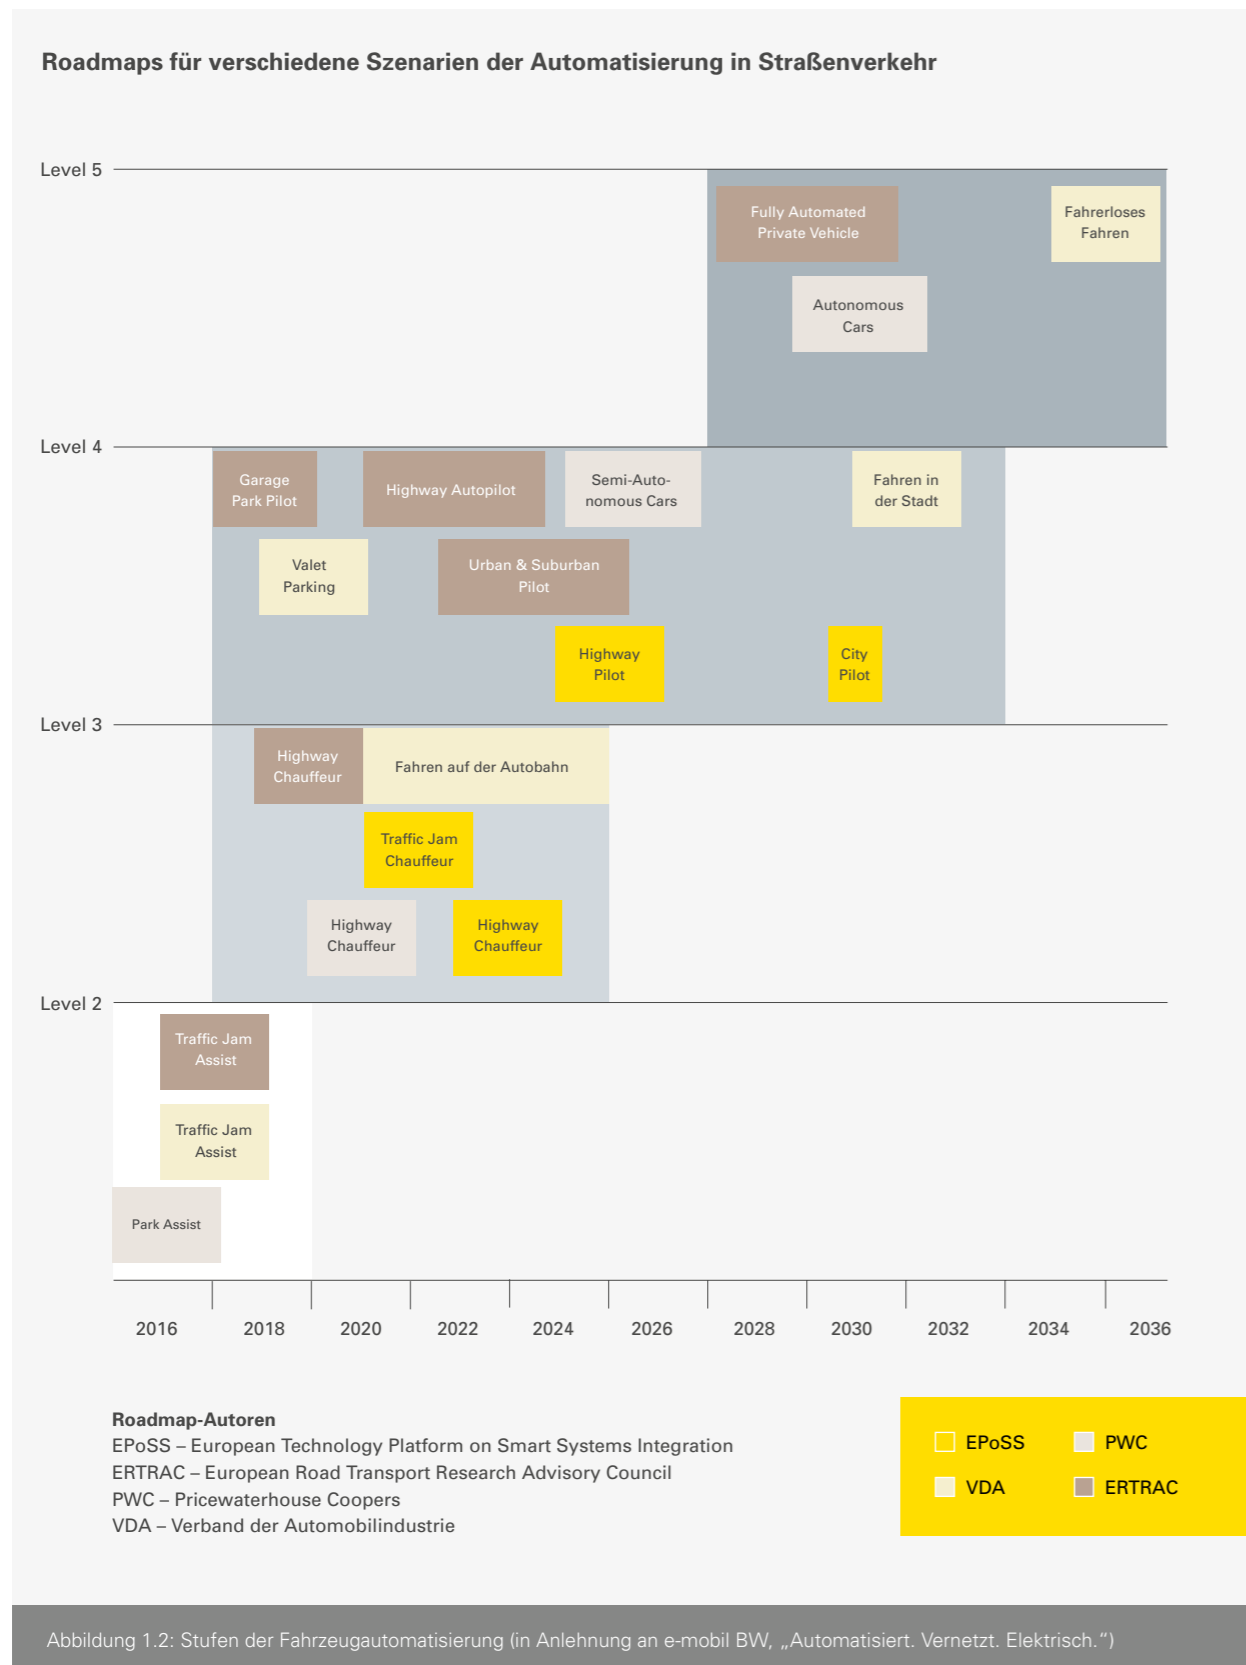 Roadmaps für verschiedene Szenarien der Automatisierung in Straßenverkehr
Level 5
Fully Automated
Private Vehicle
Fahrerloses
Fahren
Autonomous
Cars
Level 4
Garage
Park Pilot
Highway Autopilot
Semi-Auto-
nomous Cars
Fahren in
der Stadt
Valet
Parking
Urban & Suburban
Pilot
Highway
Pilot
City
Pilot
Level 3
Highway
Chauffeur
Fahren auf der Autobahn
Traffic Jam
Chauffeur
Highway
Chauffeur
Highway
Chauffeur
Level 2
Traffic Jam
Assist
Traffic Jam
Assist
Park Assist
2016 2018 2020 2022 2024 2026 2028 2030 2032 2034 2036
Roadmap-Autoren
EPoSS – European Technology Platform on Smart Systems Integration
ERTRAC – European Road Transport Research Advisory Council
PWC – Pricewaterhouse Coopers
VDA – Verband der Automobilindustrie
EPoSS PWC
VDA ERTRAC
Abbildung 1.2: Stufen der Fahrzeugautomatisierung (in Anlehnung an e-mobil BW, „Automatisiert. Vernetzt. Elektrisch.“)